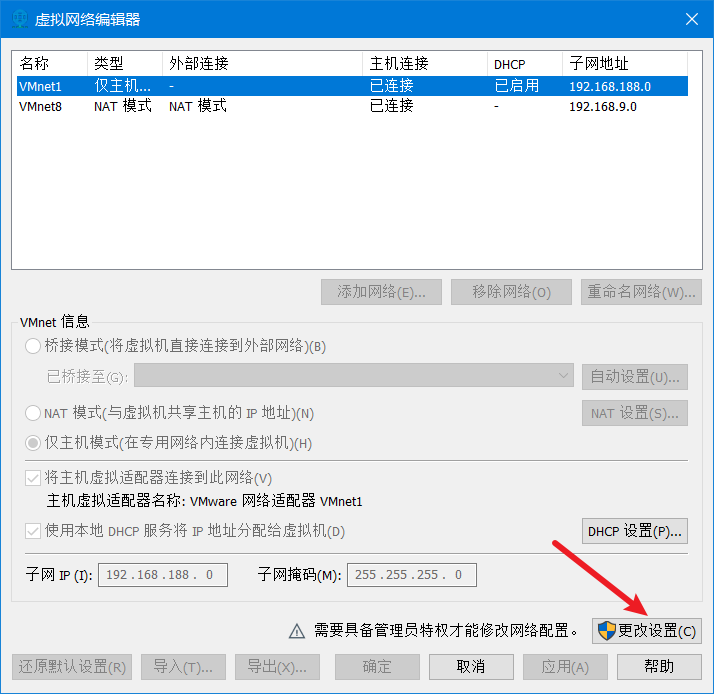 虚拟网络编辑器
名称 类型 外部连接 主机连接 DHCP 子网地址
VMnet1 仅主机... - 已连接 已启用 192.168.188.0
VMnet8 NAT 模式 NAT 模式 已连接 - 192.168.9.0
添加网络(E)... 移除网络(O) 重命名网络(W)...
VMnet 信息
桥接模式(将虚拟机直接连接到外部网络)(B)
已桥接至(G): 自动设置(U)...
NAT 模式(与虚拟机共享主机的 IP 地址)(N) NAT 设置(S)...
仅主机模式(在专用网络内连接虚拟机)(H)
将主机虚拟适配器连接到此网络(V)
主机虚拟适配器名称: VMware 网络适配器 VMnet1
使用本地 DHCP 服务将 IP 地址分配给虚拟机(D) DHCP 设置(P)...
子网 IP (I): 192.168.188. 0 子网掩码(M): 255.255.255. 0
需要具备管理员特权才能修改网络配置。 更改设置(C)
还原默认设置(R) 导入(T)... 导出(X)... 确定 取消 应用(A) 帮助